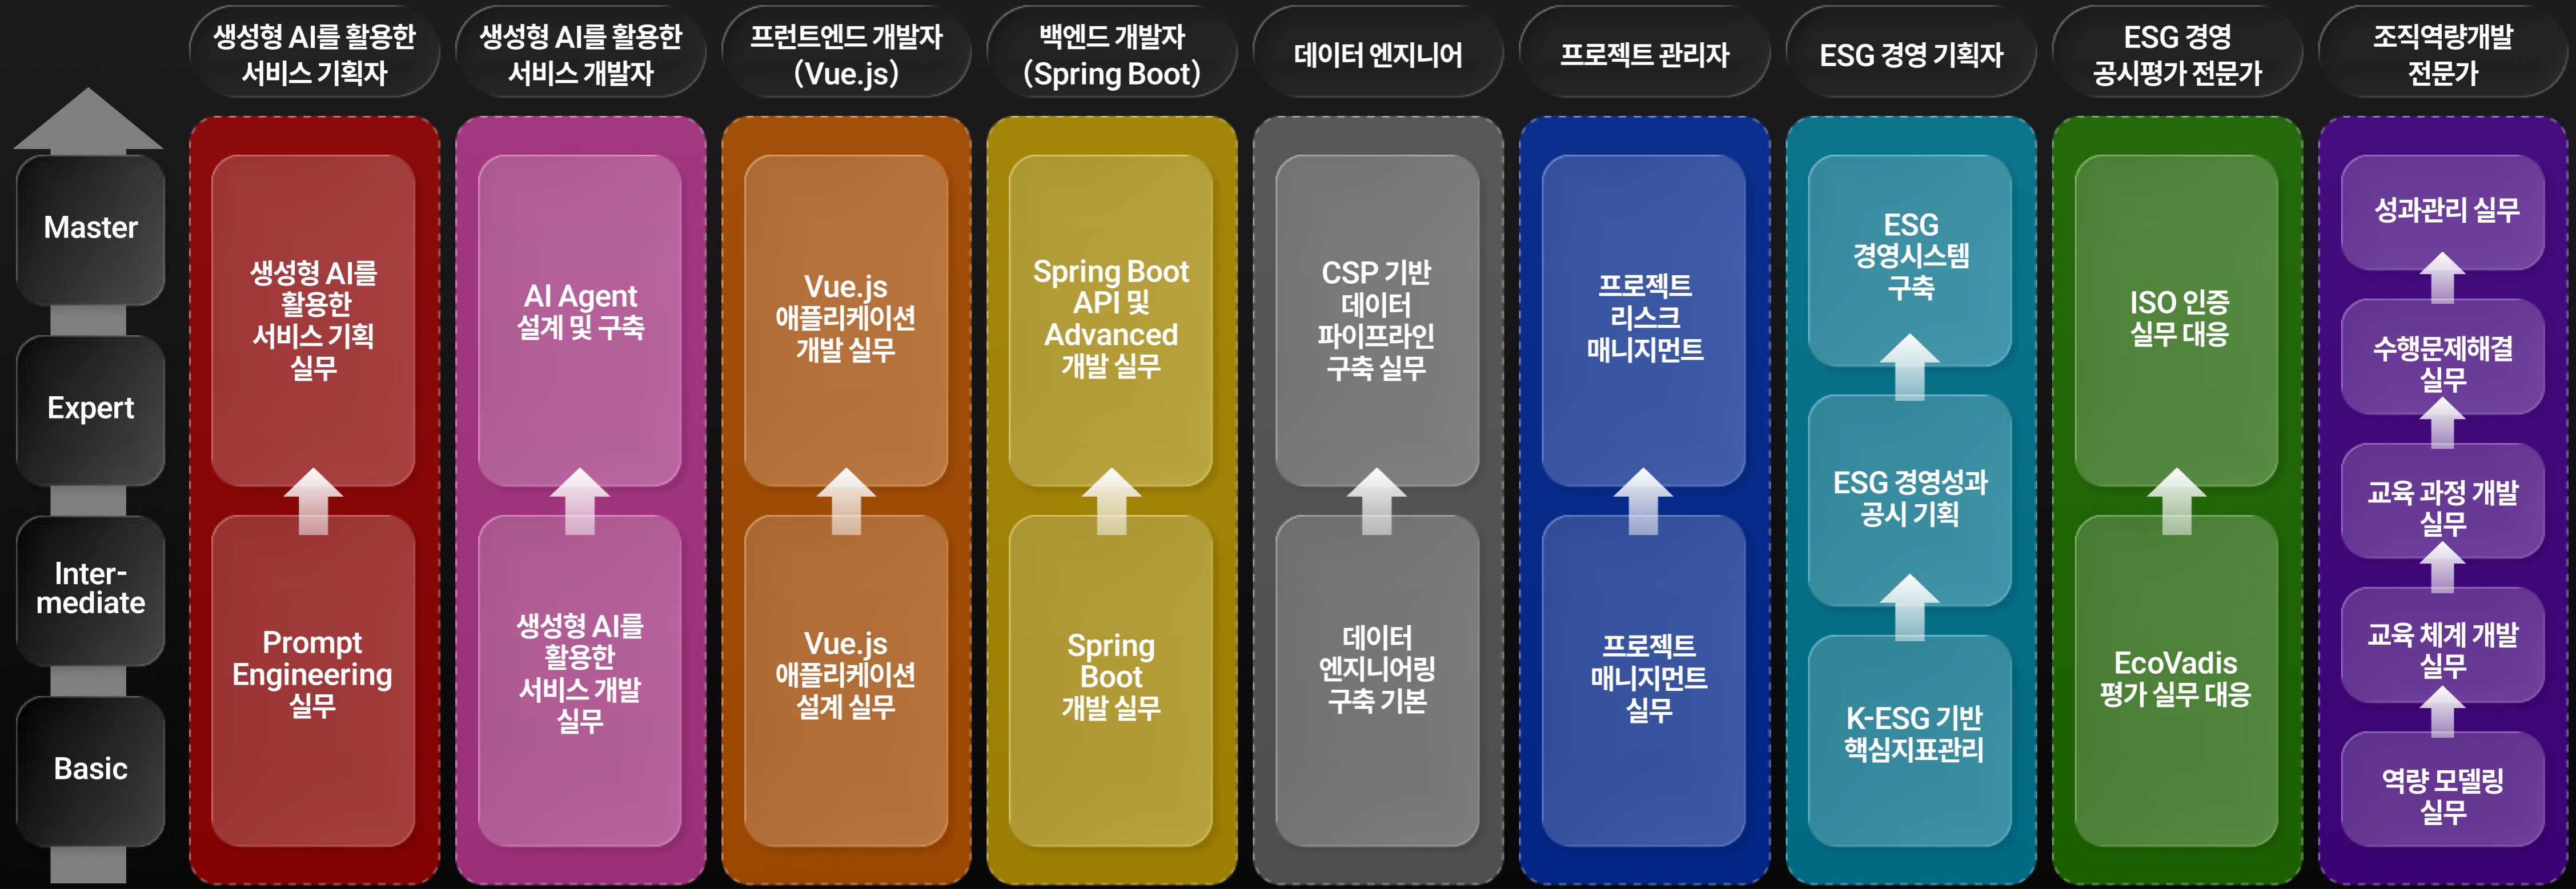 생성형 AI를 활용한
서비스 기획자
생성형 AI를 활용한
서비스 개발자
프런트엔드 개발자
(Vue.js)
백엔드 개발자
(Spring Boot)
데이터 엔지니어
프로젝트 관리자
ESG 경영 기획자
ESG 경영
공시평가 전문가
조직역량개발
전문가
Master
Expert
Inter-
mediate
Basic
생성형 AI를
활용한
서비스 기획
실무
Prompt
Engineering
실무
AI Agent
설계 및 구축
생성형 AI를
활용한
서비스 개발
실무
Vue.js
애플리케이션
개발 실무
Vue.js
애플리케이션
설계 실무
Spring Boot
API 및
Advanced
개발 실무
Spring
Boot
개발 실무
CSP 기반
데이터
파이프라인
구축 실무
데이터
엔지니어링
구축 기본
프로젝트
리스크
매니지먼트
프로젝트
매니지먼트
실무
ESG
경영시스템
구축
ESG 경영성과
공시 기획
K-ESG 기반
핵심지표관리
ISO 인증
실무 대응
EcoVadis
평가 실무 대응
성과관리 실무
수행문제해결
실무
교육 과정 개발
실무
교육 체계 개발
실무
역량 모델링
실무